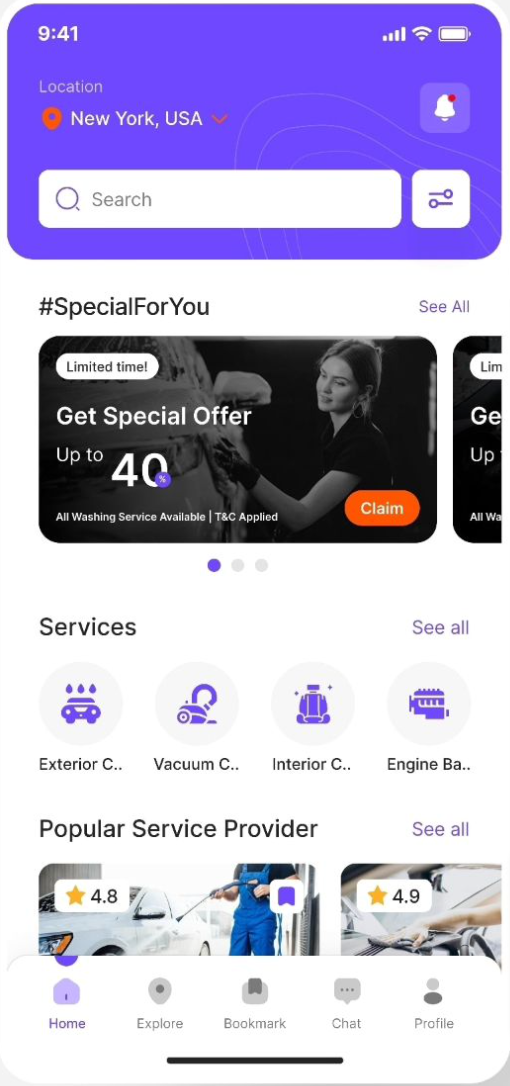 9:41
Location
New York, USA
Search
#SpecialForYou
See All
Limited time!
Lim
Get Special Offer
Ge
Up to 40%
Up
All Washing Service Available | T&C Applied
All Wa
Claim
Services
See all
Exterior C..
Vacuum C..
Interior C..
Engine Ba..
Popular Service Provider
See all
4.8
4.9
Home
Explore
Bookmark
Chat
Profile